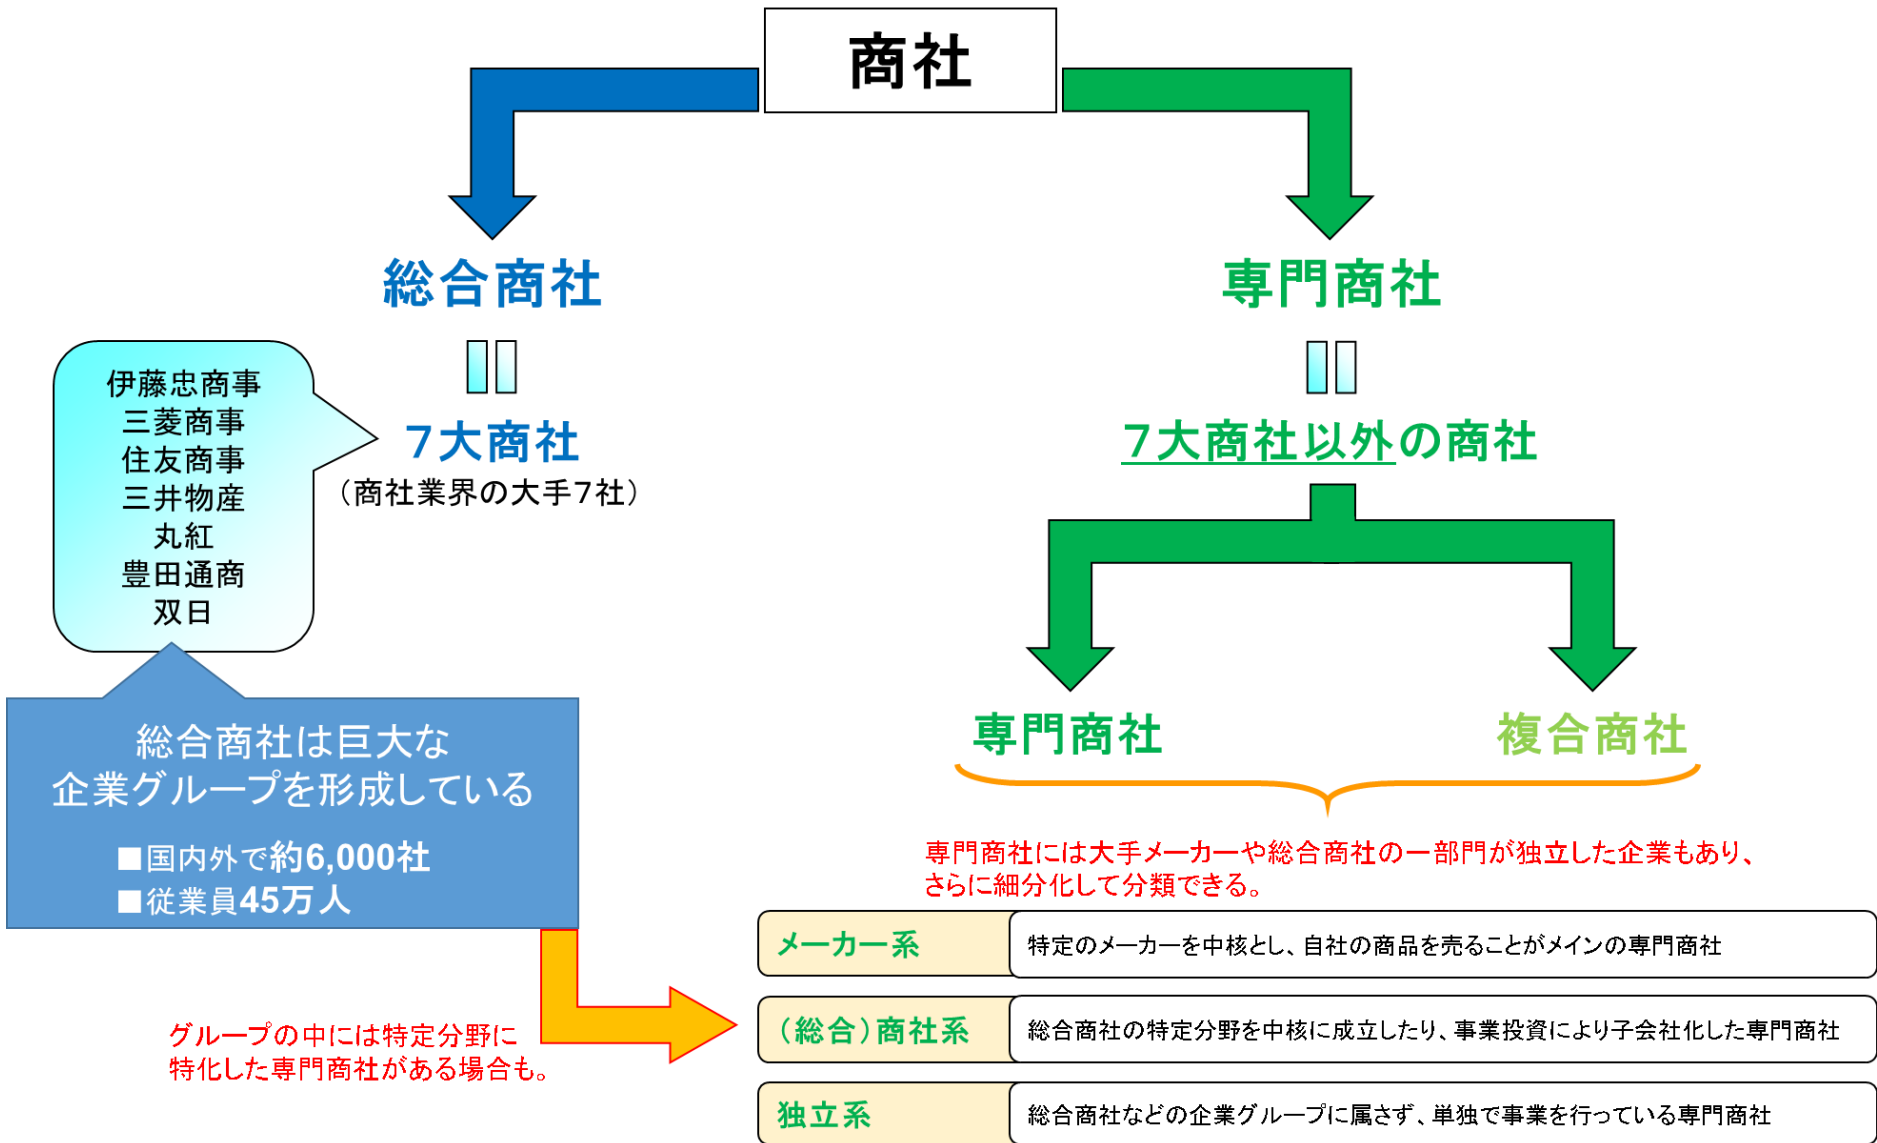 商社
総合商社
専門商社
伊藤忠商事
三菱商事
住友商事
三井物産
丸紅
豊田通商
双日
７大商社
（商社業界の大手７社）
７大商社以外の商社
専門商社
複合商社
総合商社は巨大な
企業グループを形成している
■国内外で約6,000社
■従業員45万人
専門商社には大手メーカーや総合商社の一部門が独立した企業もあり、
さらに細分化して分類できる。
メーカー系
特定のメーカーを中核とし、自社の商品を売ることがメインの専門商社
（総合）商社系
総合商社の特定分野を中核に成立したり、事業投資により子会社化した専門商社
グループの中には特定分野に
特化した専門商社がある場合も。
独立系
総合商社などの企業グループに属さず、単独で事業を行っている専門商社